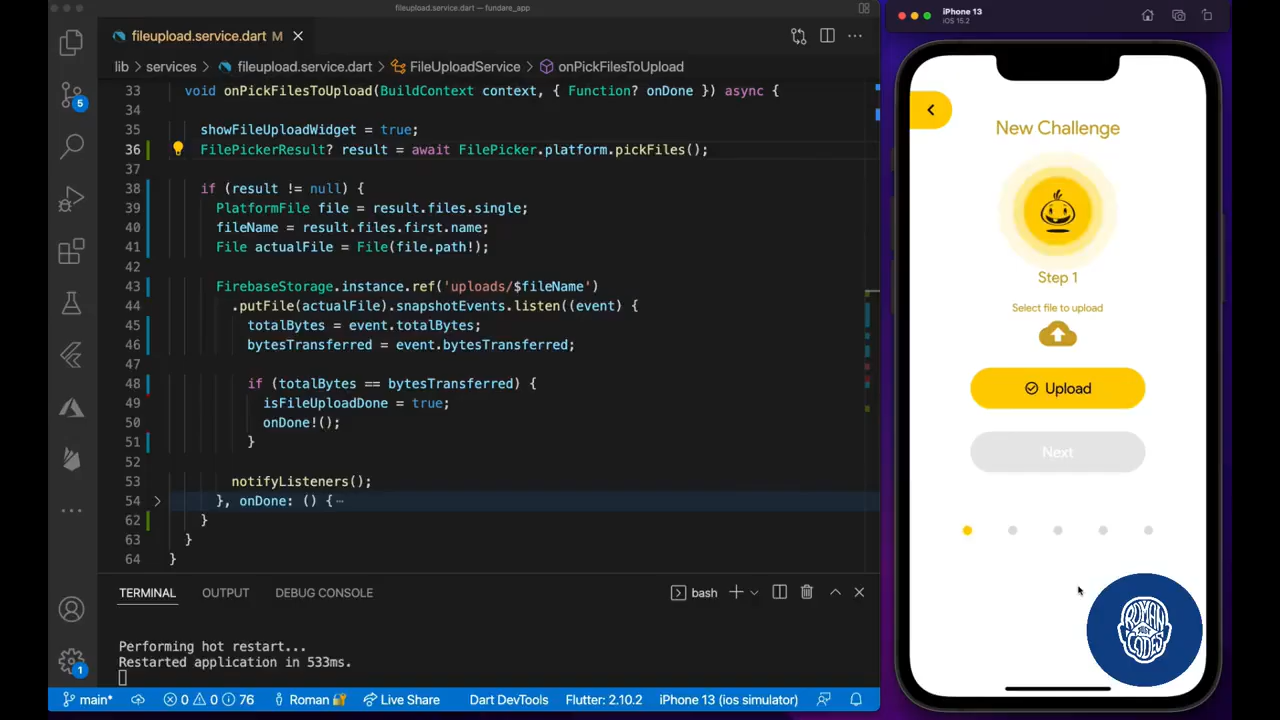 fileupload.service.dart — fundare_app
fileupload.service.dart M
lib > services > fileupload.service.dart > FileUploadService > onPickFilesToUpload
33 void onPickFilesToUpload(BuildContext context, { Function? onDone }) async {
34
35 showFileUploadWidget = true;
36 FilePickerResult? result = await FilePicker.platform.pickFiles();
37
38 if (result != null) {
39 PlatformFile file = result.files.single;
40 fileName = result.files.first.name;
41 File actualFile = File(file.path!);
42
43 FirebaseStorage.instance.ref('uploads/$fileName')
44 .putFile(actualFile).snapshotEvents.listen((event) {
45 totalBytes = event.totalBytes;
46 bytesTransferred = event.bytesTransferred;
47
48 if (totalBytes == bytesTransferred) {
49 isFileUploadDone = true;
50 onDone!();
51 }
52
53 notifyListeners();
54 }, onDone: () {
62 }
63 }
64 }
5
1
TERMINAL OUTPUT DEBUG CONSOLE bash
Performing hot restart...
Restarted application in 533ms.
main* 0 0 76 Roman Live Share Dart DevTools Flutter: 2.10.2 iPhone 13 (ios simulator)
iPhone 13
iOS 15.2
New Challenge
Step 1
Select file to upload
Upload
Next
ROMAN
JUST
CODES